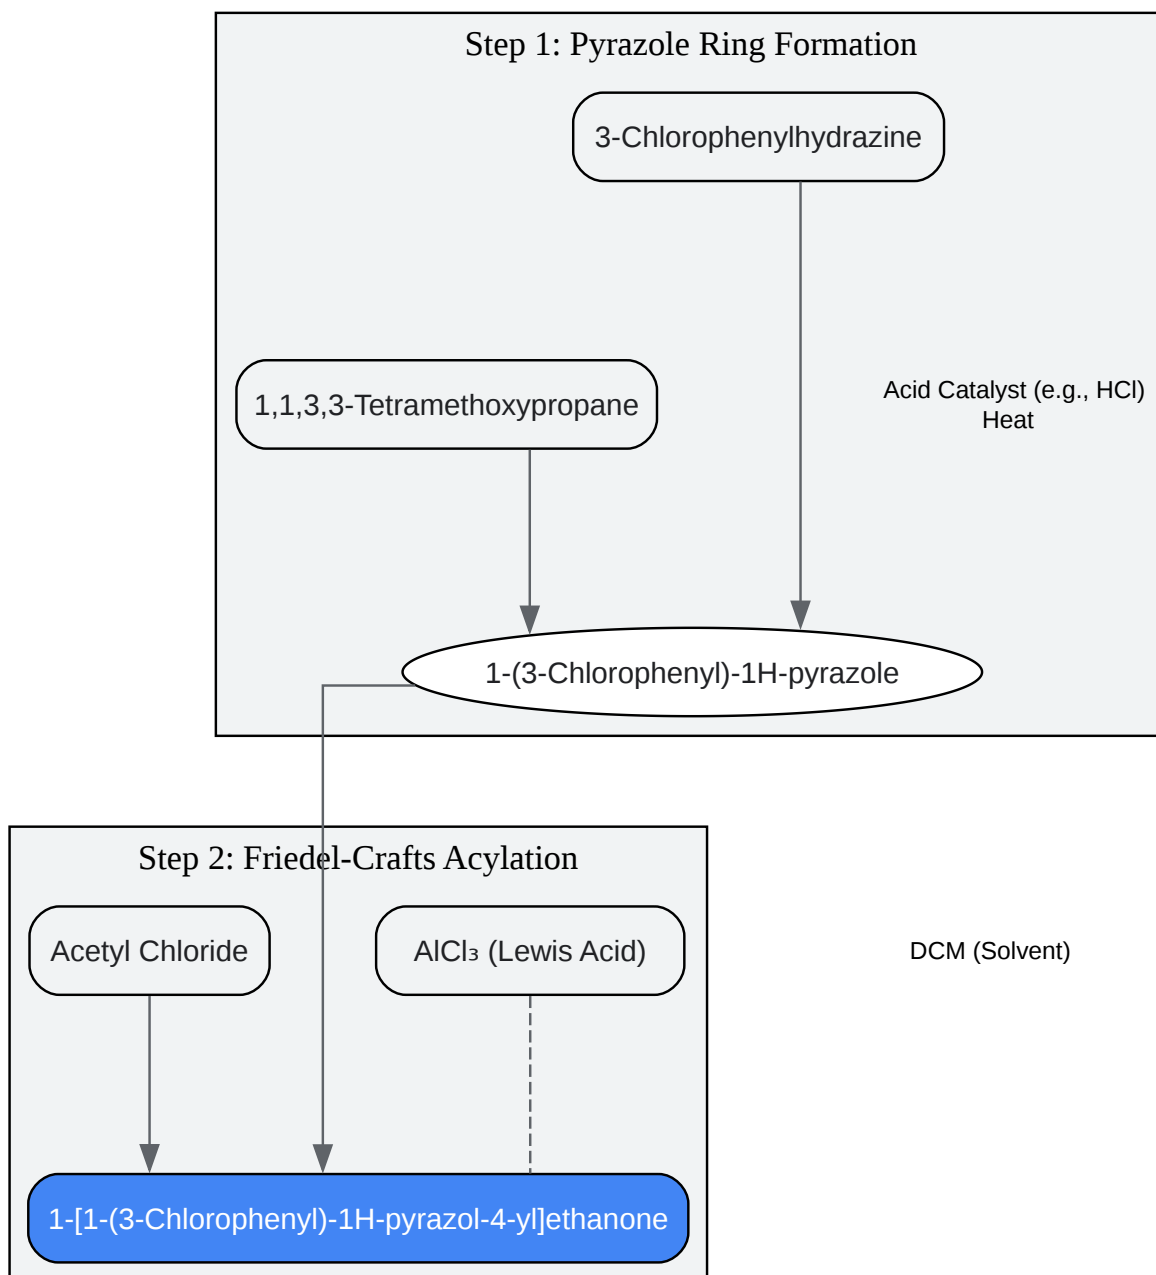 Step 1: Pyrazole Ring Formation
3-Chlorophenylhydrazine
1,1,3,3-Tetramethoxypropane
Acid Catalyst (e.g., HCl)
Heat
1-(3-Chlorophenyl)-1H-pyrazole
Step 2: Friedel-Crafts Acylation
Acetyl Chloride
AlCl₃ (Lewis Acid)
DCM (Solvent)
1-[1-(3-Chlorophenyl)-1H-pyrazol-4-yl]ethanone